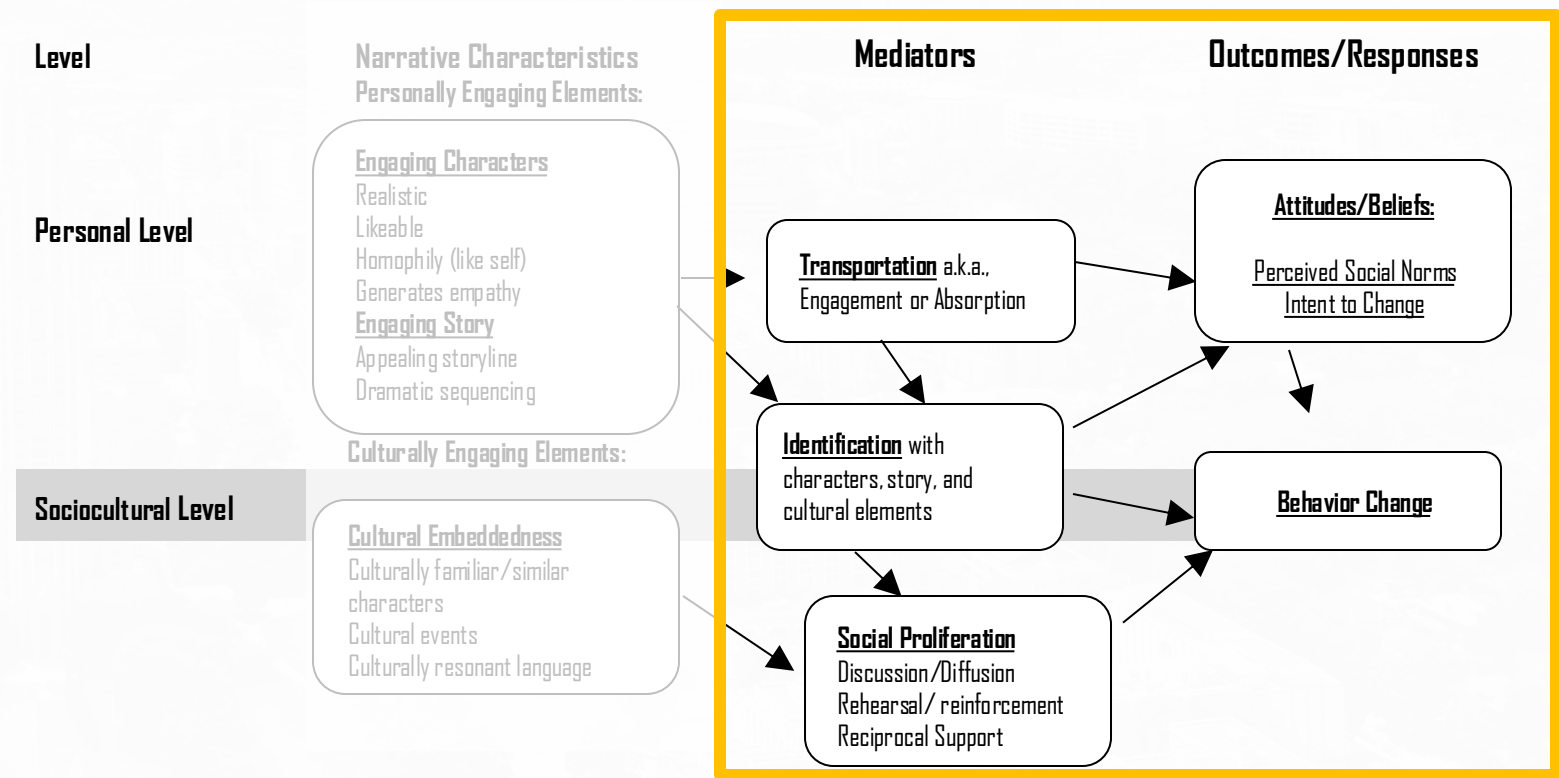 Level
Narrative Characteristics
Personally Engaging Elements:
Mediators
Outcomes/Responses
Personal Level
Engaging Characters
Realistic
Likeable
Homophily (like self)
Generates empathy
Engaging Story
Appealing storyline
Dramatic sequencing
Transportation a.k.a.,
Engagement or Absorption
Attitudes/Beliefs:
Perceived Social Norms
Intent to Change
Culturally Engaging Elements:
Identification with
characters, story, and
cultural elements
Sociocultural Level
Behavior Change
Cultural Embeddedness
Culturally familiar/similar
characters
Cultural events
Culturally resonant language
Social Proliferation
Discussion/Diffusion
Rehearsal/ reinforcement
Reciprocal Support